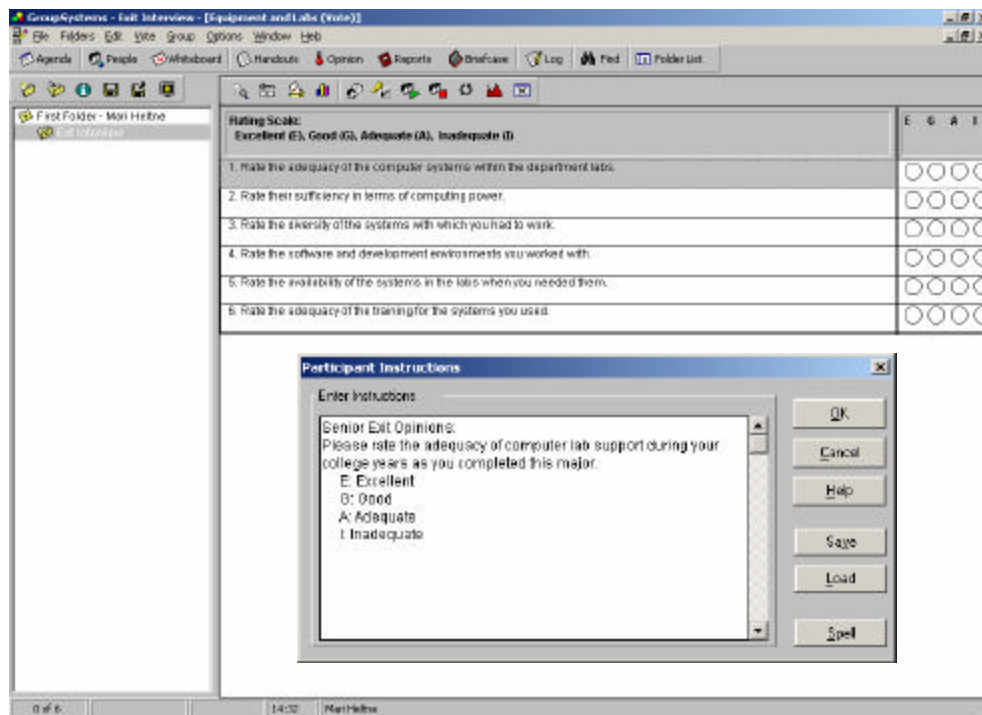 GroupSystems - Exit Interview - [Equipment and Labs (Vote)]
File Folders Edit Vote Group Options Window Help
Agenda People Whiteboard Handouts Opinion Reports Briefcase Log Find Folder List
First Folder - Mari Heltne
Exit Interview
Rating Scale:
Excellent (E), Good (G), Adequate (A), Inadequate (I)
E G A I
1. Rate the adequacy of the computer systems within the department labs.
2. Rate their sufficiency in terms of computing power.
3. Rate the diversity of the systems with which you had to work.
4. Rate the software and development environments you worked with.
5. Rate the availability of the systems in the labs when you needed them.
6. Rate the adequacy of the training for the systems you used.
Participant Instructions
Enter Instructions
Senior Exit Opinions:
Please rate the adequacy of computer lab support during your
college years as you completed this major.
E: Excellent
G: Good
A: Adequate
I: Inadequate
OK
Cancel
Help
Save
Load
Spell
0 of 6 14:32 Mari Heltne